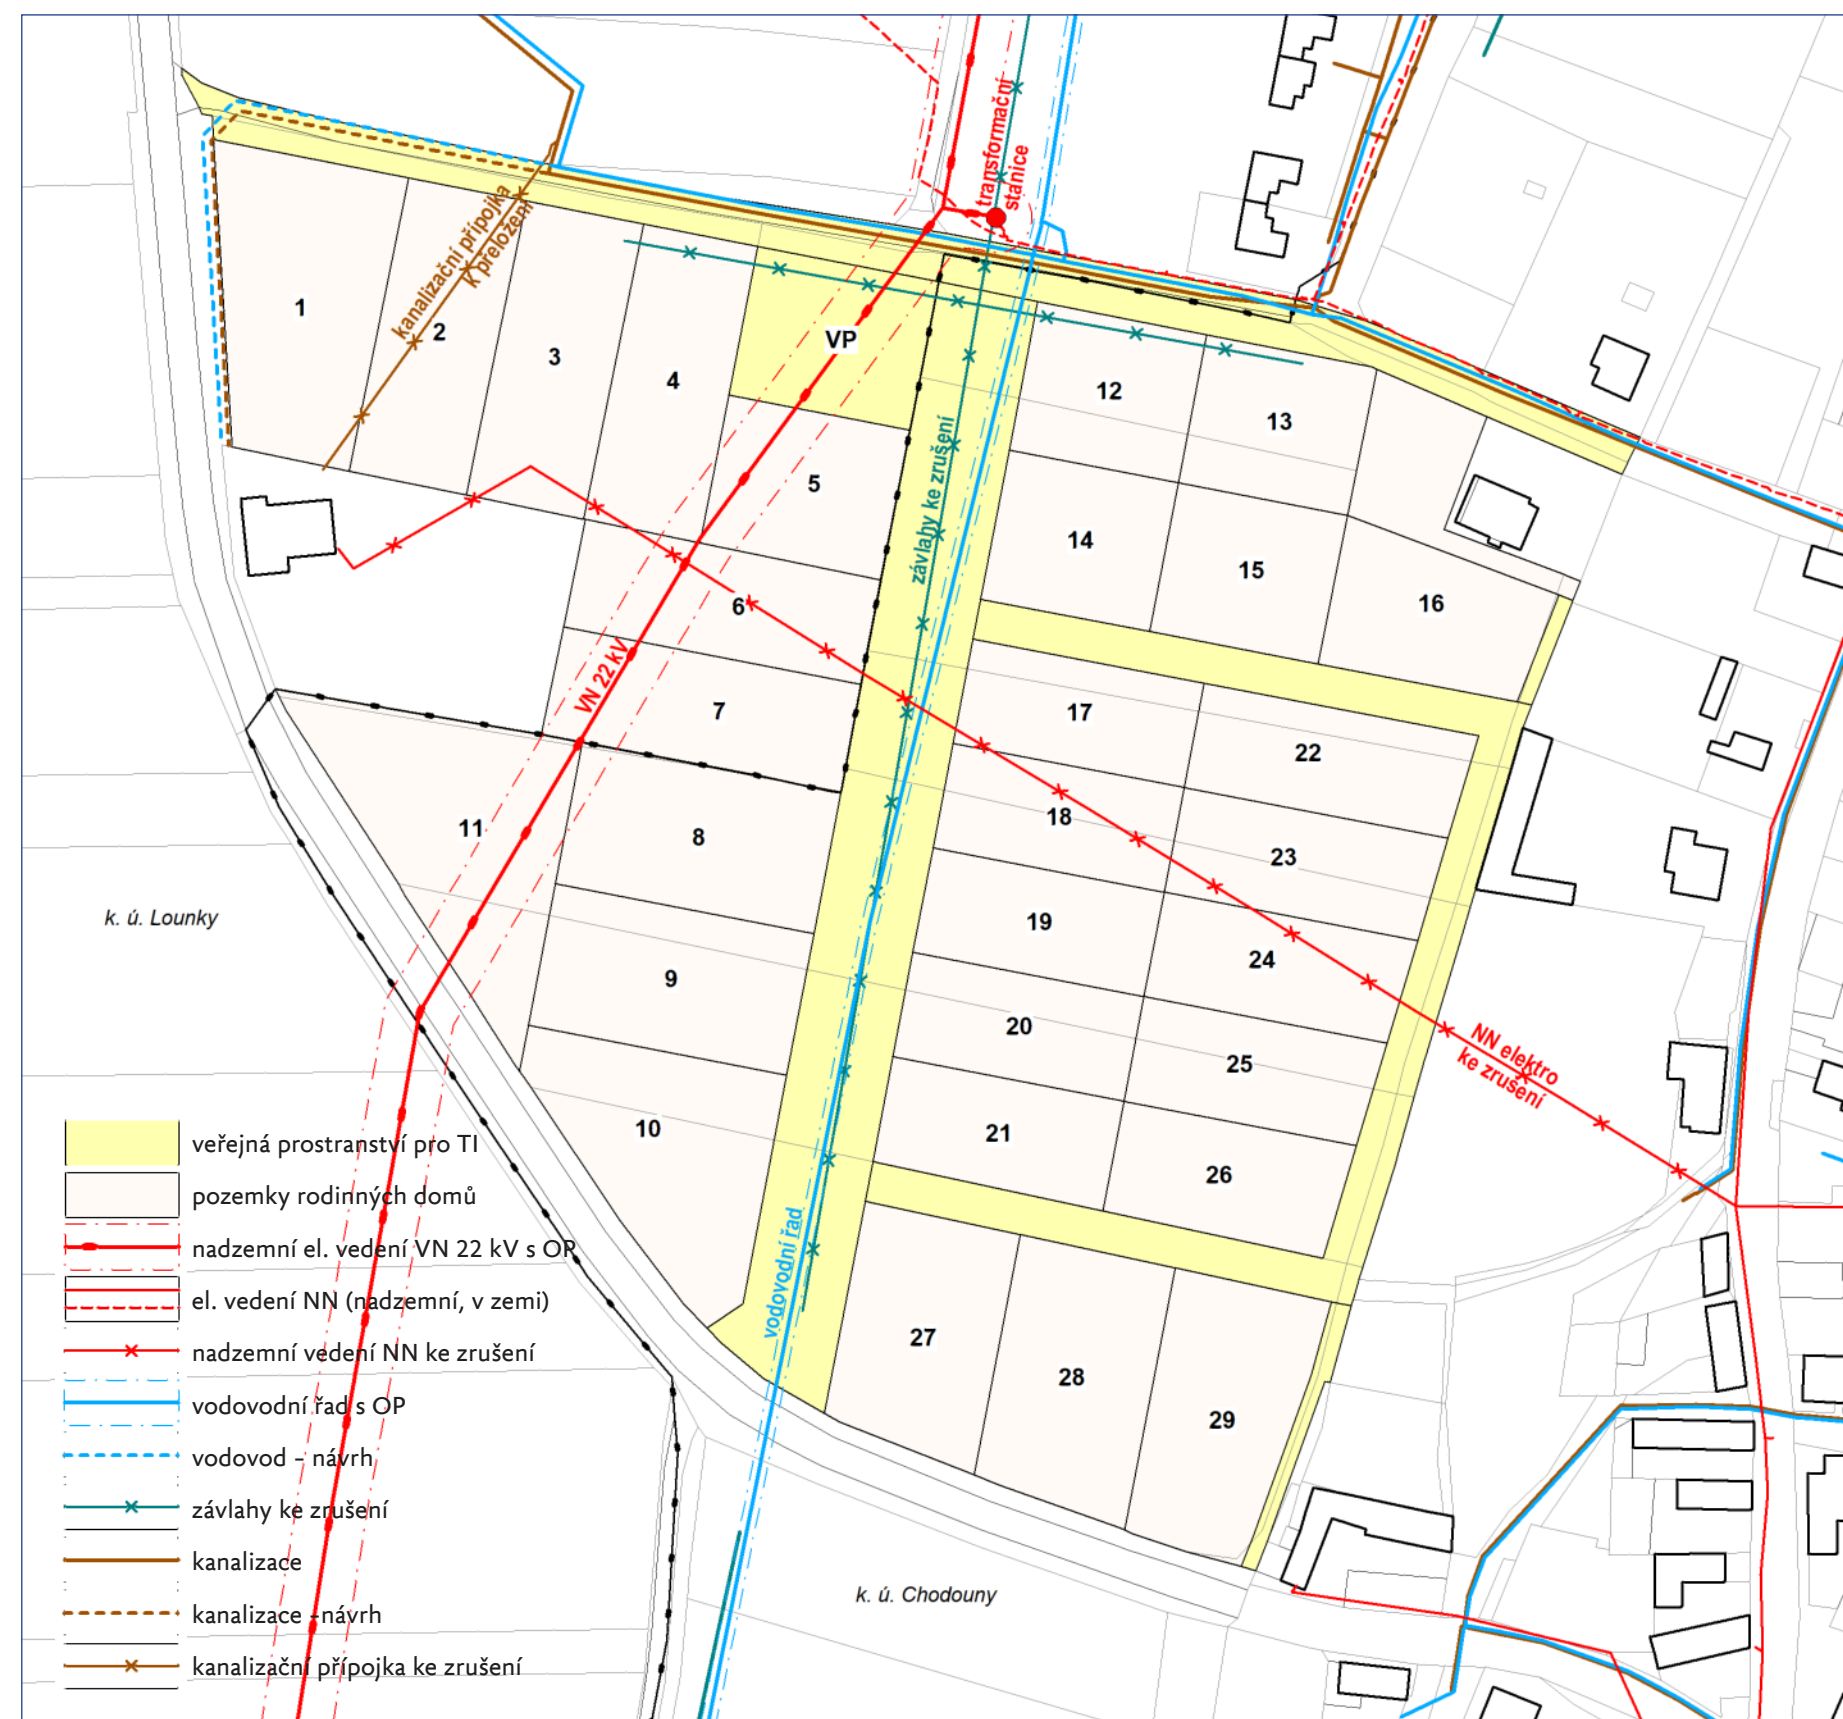 transformační
stanice
kanalizační přípojka
k přeložení
1
2
3
4
VP
5
12
13
14
15
16
závlahy ke zrušení
6
VN 22 kV
7
17
22
11
8
18
23
k. ú. Lounky
9
19
24
20
25
NN elektro
ke zrušení
10
21
26
vodovodní řad
27
28
29
k. ú. Chodouny
veřejná prostranství pro TI
pozemky rodinných domů
nadzemní el. vedení VN 22 kV s OP
el. vedení NN (nadzemní, v zemi)
nadzemní vedení NN ke zrušení
vodovodní řad s OP
vodovod - návrh
závlahy ke zrušení
kanalizace
kanalizace -návrh
kanalizační přípojka ke zrušení